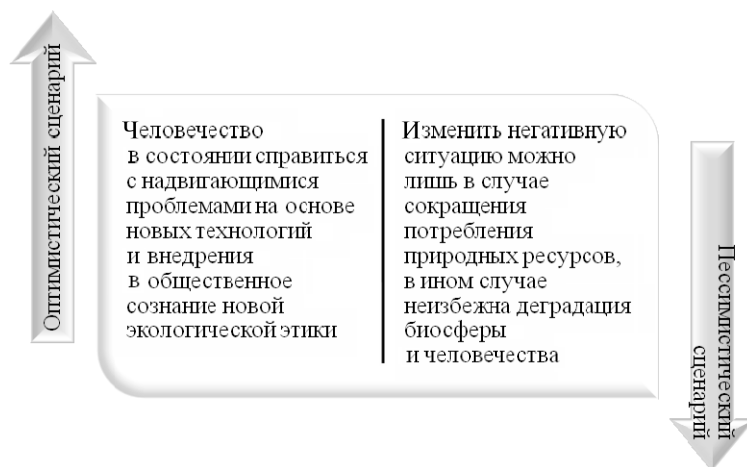 Оптимистический сценарий
Человечество
в состоянии справиться
с надвигающимися
проблемами на основе
новых технологий
и внедрения
в общественное
сознание новой
экологической этики
Изменить негативную
ситуацию можно
лишь в случае
сокращения
потребления
природных ресурсов,
в ином случае
неизбежна деградация
биосферы
и человечества
Пессимистический
сценарий